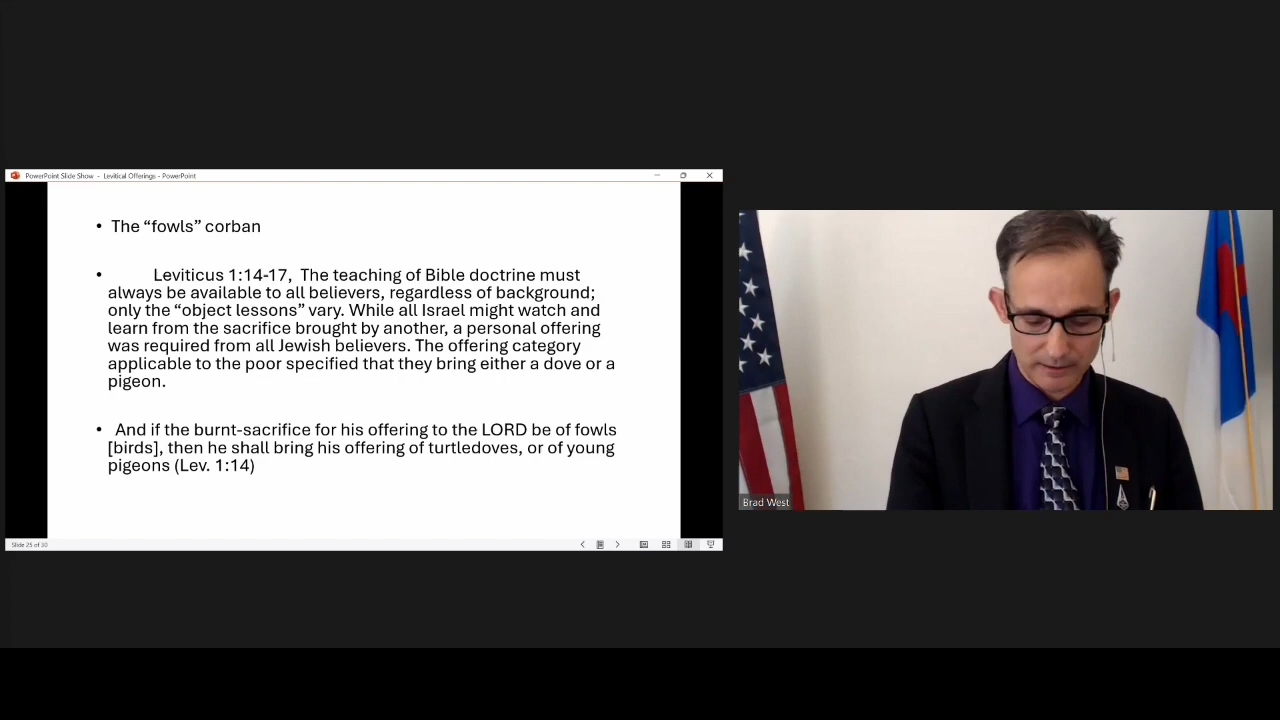 PowerPoint Slide Show - Levitical Offerings - PowerPoint
• The “fowls” corban
• Leviticus 1:14-17, The teaching of Bible doctrine must
always be available to all believers, regardless of background;
only the “object lessons” vary. While all Israel might watch and
learn from the sacrifice brought by another, a personal offering
was required from all Jewish believers. The offering category
applicable to the poor specified that they bring either a dove or a
pigeon.
• And if the burnt-sacrifice for his offering to the LORD be of fowls
[birds], then he shall bring his offering of turtledoves, or of young
pigeons (Lev. 1:14)
Slide 25 of 30
Brad West